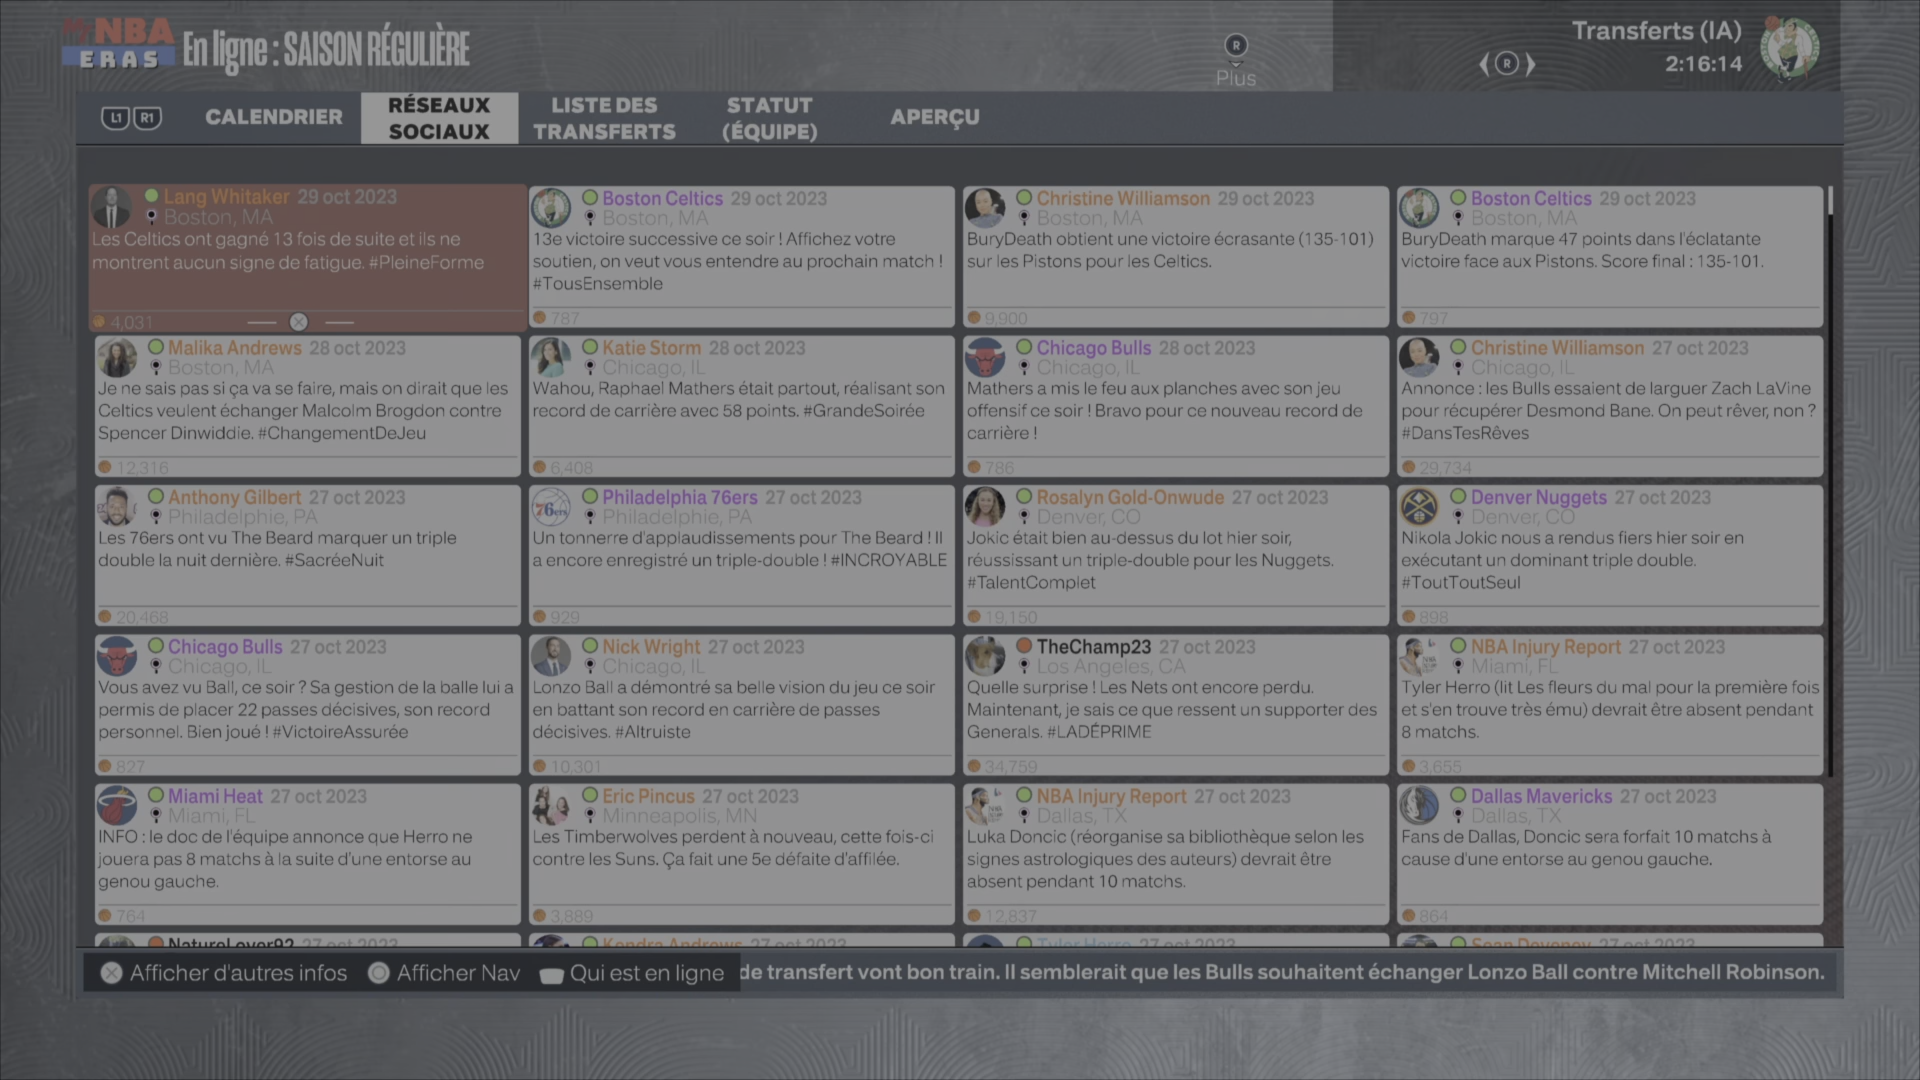 NBA
ERAS
En ligne : SAISON RÉGULIÈRE
R
Plus
R
Transferts (IA)
2:16:14
L1 R1
CALENDRIER
RÉSEAUX
SOCIAUX
LISTE DES
TRANSFERTS
STATUT
(ÉQUIPE)
APERÇU
Lang Whitaker 29 oct 2023
Boston, MA
Les Celtics ont gagné 13 fois de suite et ils ne
montrent aucun signe de fatigue. #PleineForme
4,031
Boston Celtics 29 oct 2023
Boston, MA
13e victoire successive ce soir ! Affichez votre
soutien, on veut vous entendre au prochain match !
#TousEnsemble
787
Christine Williamson 29 oct 2023
Boston, MA
BuryDeath obtient une victoire écrasante (135-101)
sur les Pistons pour les Celtics.
9,900
Boston Celtics 29 oct 2023
Boston, MA
BuryDeath marque 47 points dans l'éclatante
victoire face aux Pistons. Score final : 135-101.
797
Malika Andrews 28 oct 2023
Boston, MA
Je ne sais pas si ça va se faire, mais on dirait que les
Celtics veulent échanger Malcolm Brogdon contre
Spencer Dinwiddie. #ChangementDeJeu
12,316
Katie Storm 28 oct 2023
Chicago, IL
Wahou, Raphael Mathers était partout, réalisant son
record de carrière avec 58 points. #GrandeSoirée
6,408
Chicago Bulls 28 oct 2023
Chicago, IL
Mathers a mis le feu aux planches avec son jeu
offensif ce soir ! Bravo pour ce nouveau record de
carrière !
786
Christine Williamson 27 oct 2023
Chicago, IL
Annonce : les Bulls essaient de larguer Zach LaVine
pour récupérer Desmond Bane. On peut rêver, non ?
#DansTesRêves
29,734
Anthony Gilbert 27 oct 2023
Philadelphie, PA
Les 76ers ont vu The Beard marquer un triple
double la nuit dernière. #SacréeNuit
20,468
Philadelphia 76ers 27 oct 2023
Philadelphie, PA
Un tonnerre d'applaudissements pour The Beard ! Il
a encore enregistré un triple-double ! #INCROYABLE
929
Rosalyn Gold-Onwude 27 oct 2023
Denver, CO
Jokic était bien au-dessus du lot hier soir,
réussissant un triple-double pour les Nuggets.
#TalentComplet
19,150
Denver Nuggets 27 oct 2023
Denver, CO
Nikola Jokic nous a rendus fiers hier soir en
exécutant un dominant triple double.
#ToutToutSeul
898
Chicago Bulls 27 oct 2023
Chicago, IL
Vous avez vu Ball, ce soir ? Sa gestion de la balle lui a
permis de placer 22 passes décisives, son record
personnel. Bien joué ! #VictoireAssurée
827
Nick Wright 27 oct 2023
Chicago, IL
Lonzo Ball a démontré sa belle vision du jeu ce soir
en battant son record en carrière de passes
décisives. #Altruiste
10,301
TheChamp23 27 oct 2023
Los Angeles, CA
Quelle surprise ! Les Nets ont encore perdu.
Maintenant, je sais ce que ressent un supporter des
Generals. #LADÉPRIME
34,759
NBA Injury Report 27 oct 2023
Miami, FL
Tyler Herro (lit Les fleurs du mal pour la première fois
et s'en trouve très ému) devrait être absent pendant
8 matchs.
3,655
Miami Heat 27 oct 2023
Miami, FL
INFO : le doc de l'équipe annonce que Herro ne
jouera pas 8 matchs à la suite d'une entorse au
genou gauche.
764
Eric Pincus 27 oct 2023
Minneapolis, MN
Les Timberwolves perdent à nouveau, cette fois-ci
contre les Suns. Ça fait une 5e défaite d'affilée.
3,889
NBA Injury Report 27 oct 2023
Dallas, TX
Luka Doncic (réorganise sa bibliothèque selon les
signes astrologiques des auteurs) devrait être
absent pendant 10 matchs.
12,837
Dallas Mavericks 27 oct 2023
Dallas, TX
Fans de Dallas, Doncic sera forfait 10 matchs à
cause d'une entorse au genou gauche.
864
NatureLover92 27 oct 2023
Kendra Andrews 27 oct 2023
Tyler Herro 27 oct 2023
Sean Deveney 27 oct 2023
Afficher d'autres infos
Afficher Nav
Qui est en ligne
de transfert vont bon train. Il semblerait que les Bulls souhaitent échanger Lonzo Ball contre Mitchell Robinson.